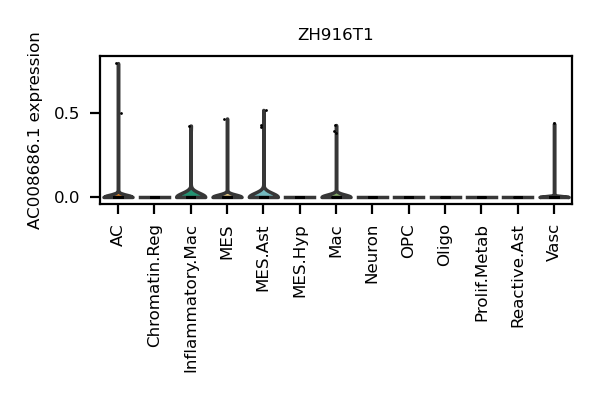 ZH916T1
AC008686.1 expression
0.5
0.0
AC
Chromatin.Reg
Inflammatory.Mac
MES
MES.Ast
MES.Hyp
Mac
Neuron
OPC
Oligo
Prolif.Metab
Reactive.Ast
Vasc